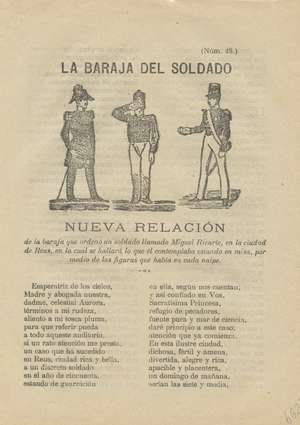 (Núm. 48.)
LA BARAJA DEL SOLDADO
NUEVA RELACIÓN
de la baraja que ordenó un soldado llamado Miguel Ricarte, en la ciudad
de Reus, en la cual se hallará lo que él contemplaba estando en misa, por
medio de las figuras que había en cada naipe.
Emperatriz de los cielos,
Madre y abogada nuestra,
dadme, celestial Aurora,
términos a mi rudeza,
aliento a mi tosca pluma,
para que referir pueda
a todo aqueste auditorio,
si un rato atención me presta,
un caso que ha sucedido
en Reus, ciudad rica y bella,
a un discreto soldado
en el año de cincuenta,
estando de guarnición
en ella, según nos cuentan;
y así confiado en Vos,
Sacratísima Princesa,
refugio de pecadores,
fuente pura y mar de ciencia,
daré principio a este caso;
atención que ya comienza.
En esta ilustre ciudad,
dichosa, fértil y amena,
divertida, alegre y rica,
apacible y placentera,
un domingo de mañana,
serían las siete y media,